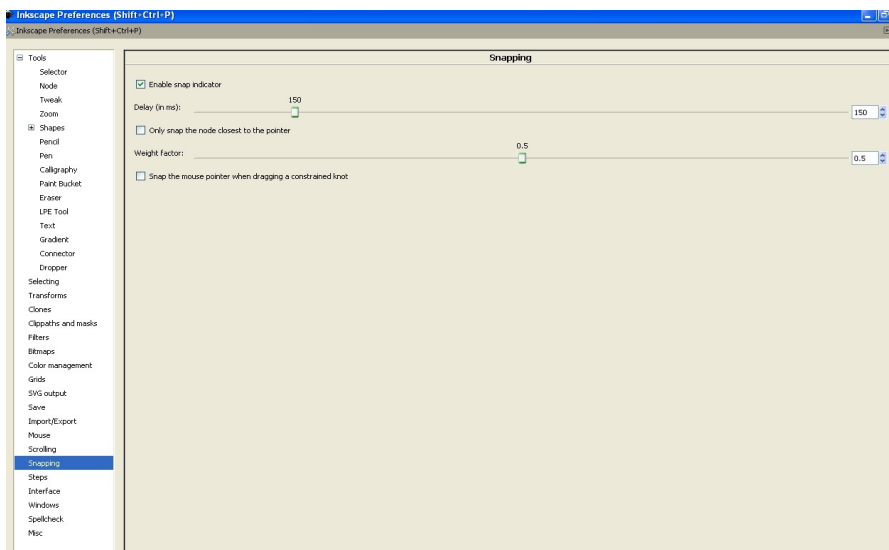 Inkscape Preferences (Shift+Ctrl+P)
Inkscape Preferences (Shift+Ctrl+P)
Tools
Selector
Node
Tweak
Zoom
Shapes
Pencil
Pen
Calligraphy
Paint Bucket
Eraser
LPE Tool
Text
Gradient
Connector
Dropper
Selecting
Transforms
Clones
Clippaths and masks
Filters
Bitmaps
Color management
Grids
SVG output
Save
Import/Export
Mouse
Scrolling
Snapping
Steps
Interface
Windows
Spellcheck
Misc
Snapping
Enable snap indicator
150
Delay (in ms):
150
Only snap the node closest to the pointer
0.5
Weight factor:
0.5
Snap the mouse pointer when dragging a constrained knot